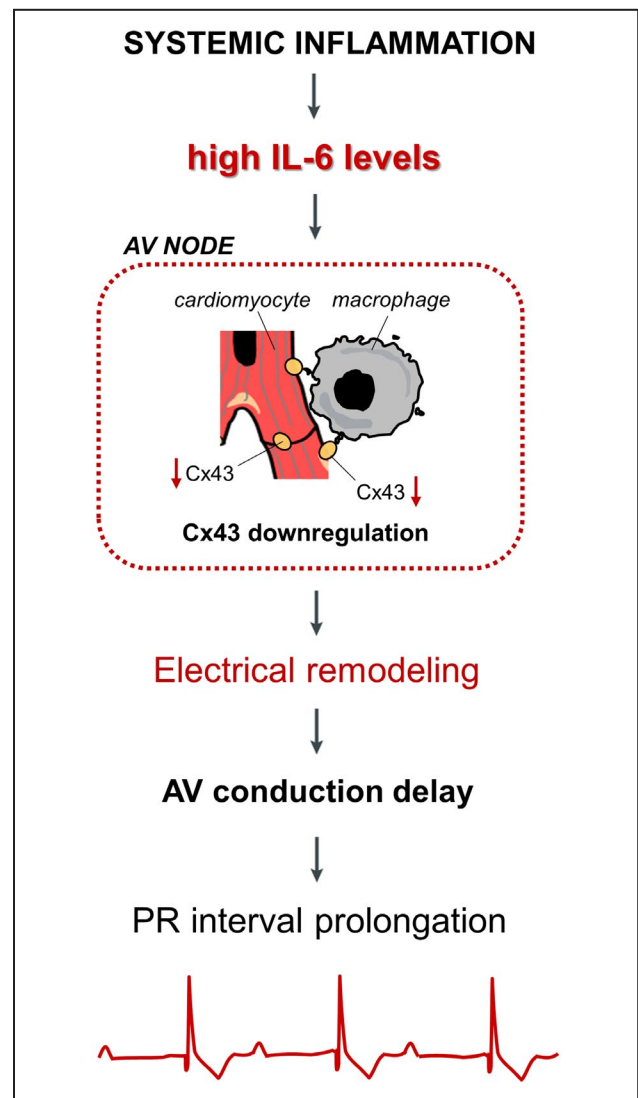 SYSTEMIC INFLAMMATION
high IL-6 levels
AV NODE
cardiomyocyte macrophage
Cx43
Cx43
Cx43 downregulation
Electrical remodeling
AV conduction delay
PR interval prolongation